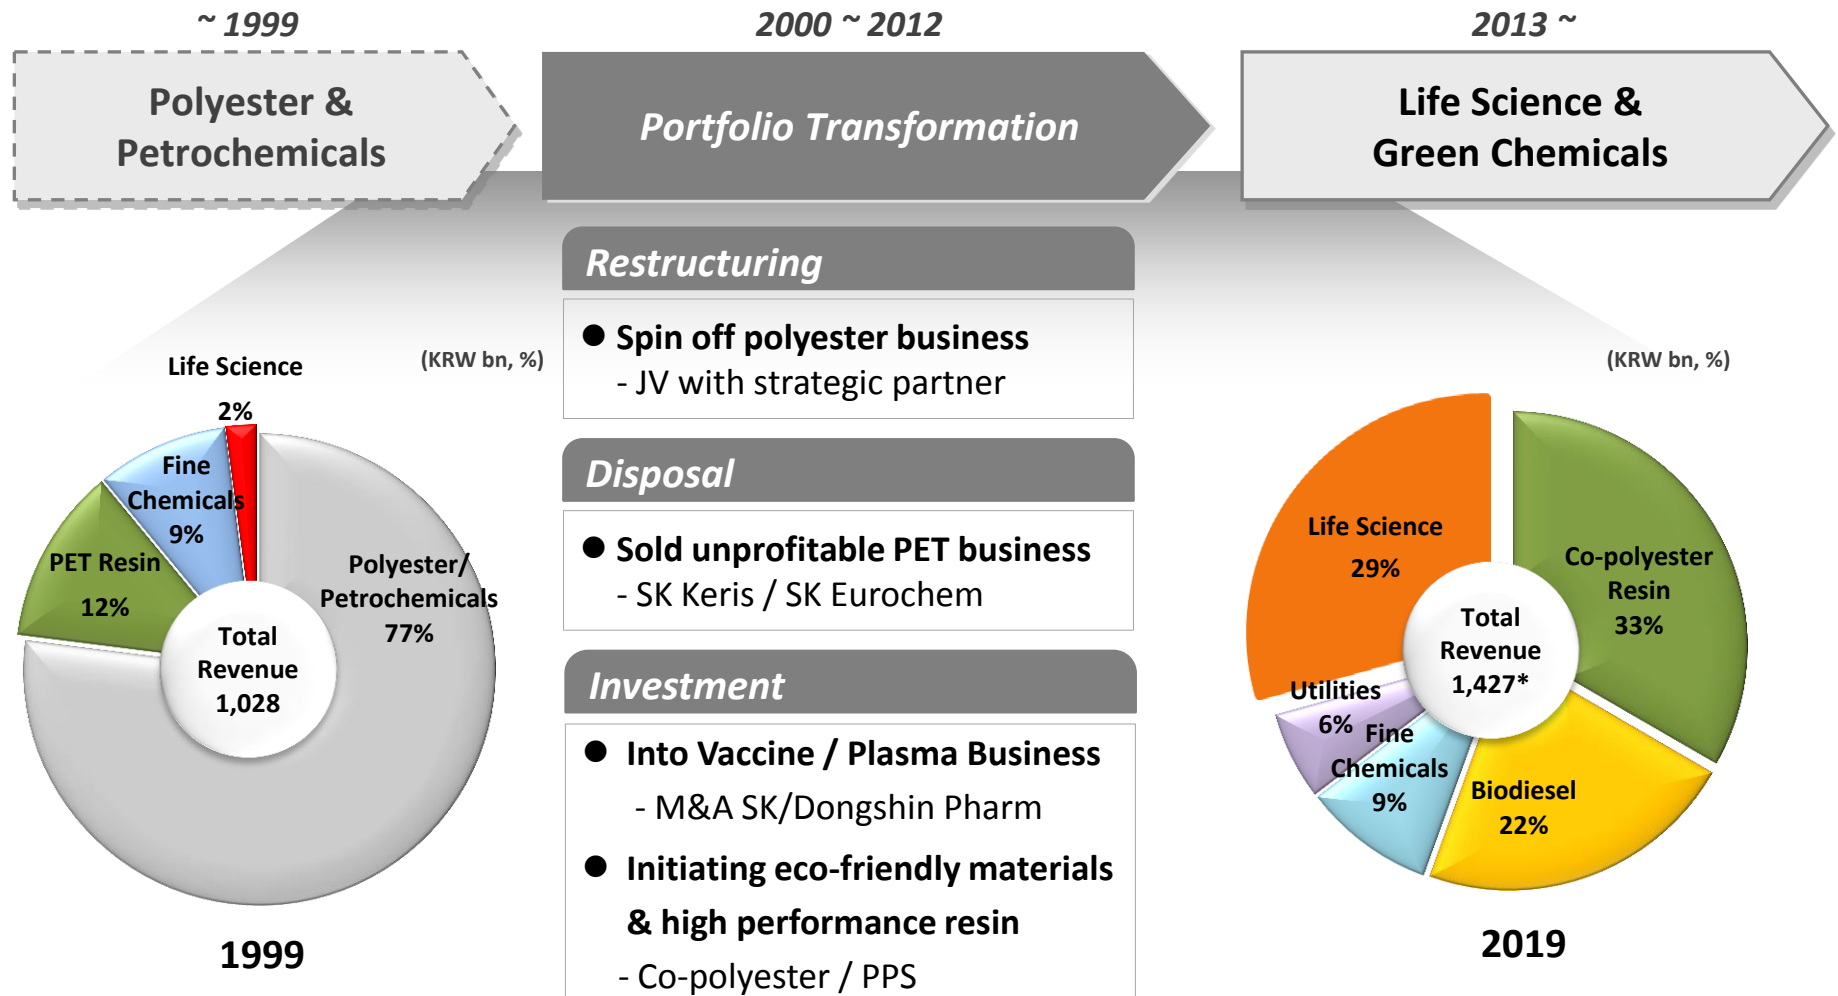 ~ 1999
2000 ~ 2012
2013 ~
Polyester &
Petrochemicals
Portfolio Transformation
Life Science &
Green Chemicals
(KRW bn, %)
Life Science
2%
Fine
Chemicals
9%
PET Resin
12%
Polyester/
Petrochemicals
77%
Total
Revenue
1,028
1999
Restructuring
● Spin off polyester business
- JV with strategic partner
Disposal
● Sold unprofitable PET business
- SK Keris / SK Eurochem
Investment
● Into Vaccine / Plasma Business
- M&A SK/Dongshin Pharm
● Initiating eco-friendly materials
& high performance resin
- Co-polyester / PPS
(KRW bn, %)
Life Science
29%
Co-polyester
Resin
33%
Total
Revenue
1,427*
Utilities
6%
Fine
Chemicals
9%
Biodiesel
22%
2019